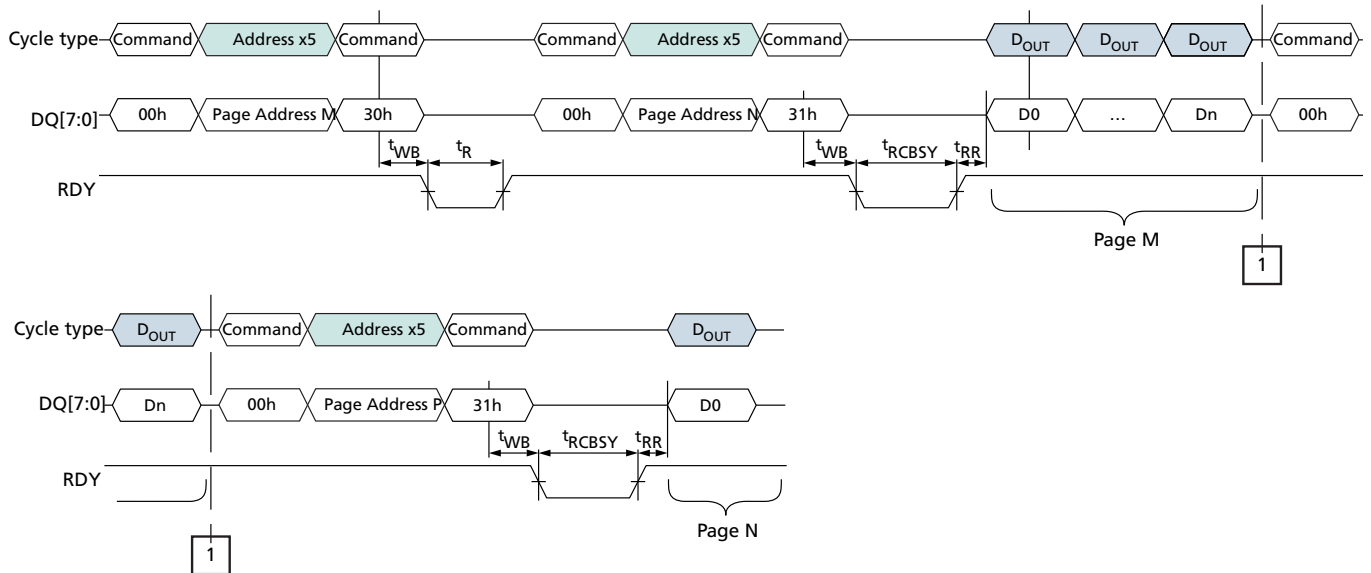 Cycle type Command Address x5 Command Command Address x5 Command DOUT DOUT DOUT Command
DQ[7:0] 00h Page Address M 30h 00h Page Address N 31h D0 … Dn 00h
tWB tR tWB tRCBSY tRR
RDY
Page M
1
Cycle type DOUT Command Address x5 Command DOUT
DQ[7:0] Dn 00h Page Address P 31h D0
tWB tRCBSY tRR
RDY
Page N
1